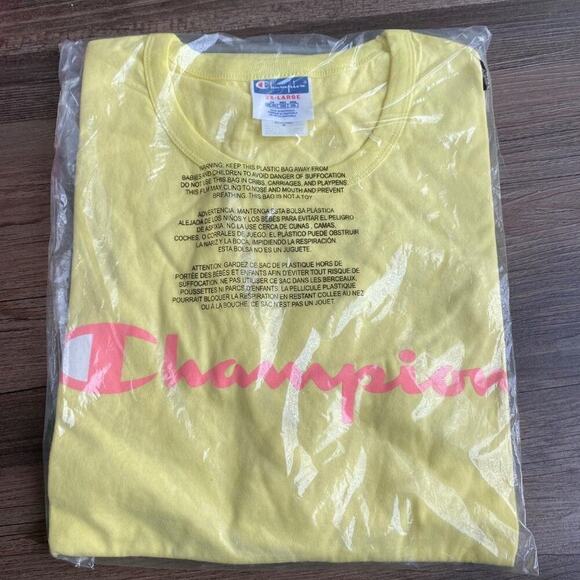 Champion
2X-LARGE
WARNING: KEEP THIS PLASTIC BAG AWAY FROM
BABIES AND CHILDREN TO AVOID DANGER OF SUFFOCATION.
DO NOT USE THIS BAG IN CRIBS, CARRIAGES, AND PLAYPENS.
THIS FILM MAY CLING TO NOSE AND MOUTH AND PREVENT
BREATHING. THIS BAG IS NOT A TOY
ADVERTENCIA: MANTENGA ESTA BOLSA PLÁSTICA
ALEJADA DE LOS NIÑOS Y LOS BEBÉS PARA EVITAR EL PELIGRO
DE ASFIXIA. NO LA USE CERCA DE CUNAS, CAMAS,
COCHES, O CORRALES DE JUEGO. EL PLÁSTICO PUEDE OBSTRUIR
LA NARIZ Y LA BOCA, IMPIDIENDO LA RESPIRACIÓN
ESTA BOLSA NO ES UN JUGUETE.
ATTENTION: GARDEZ CE SAC DE PLASTIQUE HORS DE
PORTÉE DES BÉBES ET ENFANTS AFIN D'ÉVITER TOUT RISQUE DE
SUFFOCATION. NE PAS UTILISER CE SAC DANS LES BERCEAUX,
POUSSETTES NI PARCS D'ENFANTS. LA PELLICULE PLASTIQUE
POURRAIT BLOQUER LA RESPIRATION EN RESTANT COLLEE AU NEZ
OU À LA BOUCHE. CE SAC N'EST PAS UN JOUET.
Champion